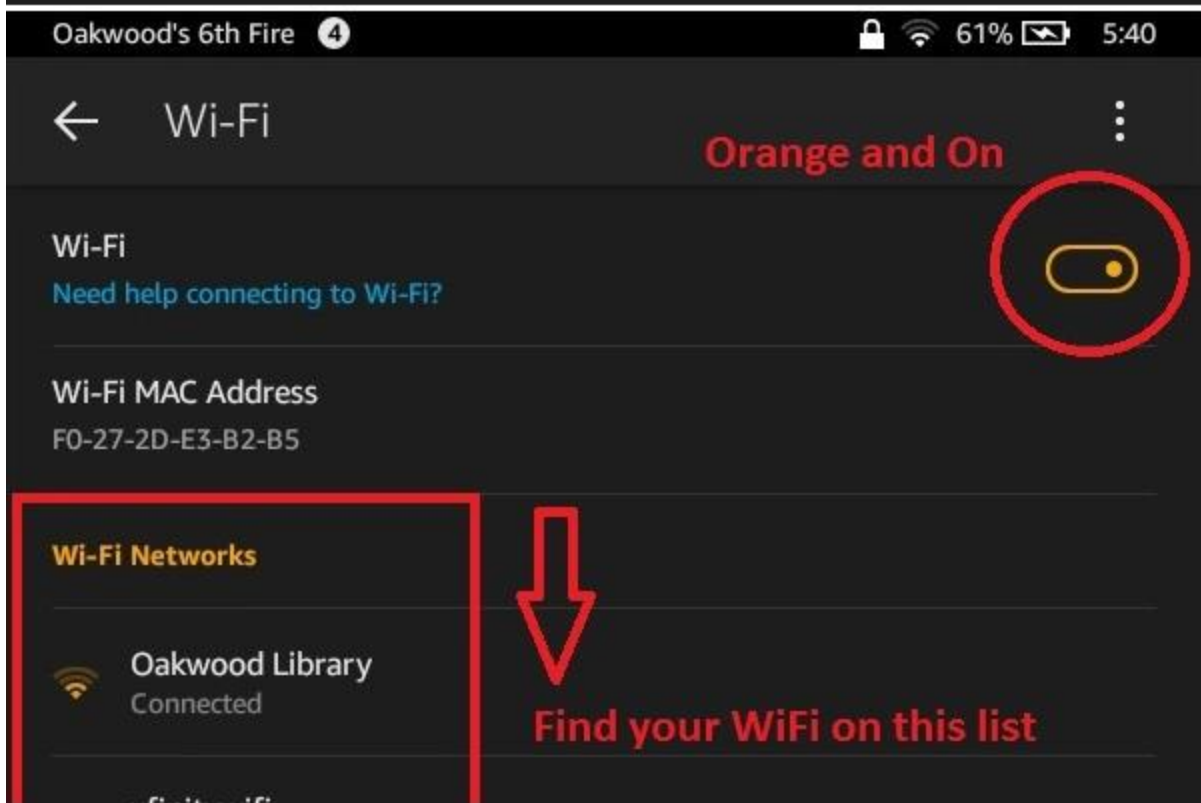 Oakwood's 6th Fire 4 61% 5:40
Wi-Fi
Orange and On
Wi-Fi
Need help connecting to Wi-Fi?
Wi-Fi MAC Address
F0-27-2D-E3-B2-B5
Wi-Fi Networks
Oakwood Library
Connected
Find your WiFi on this list